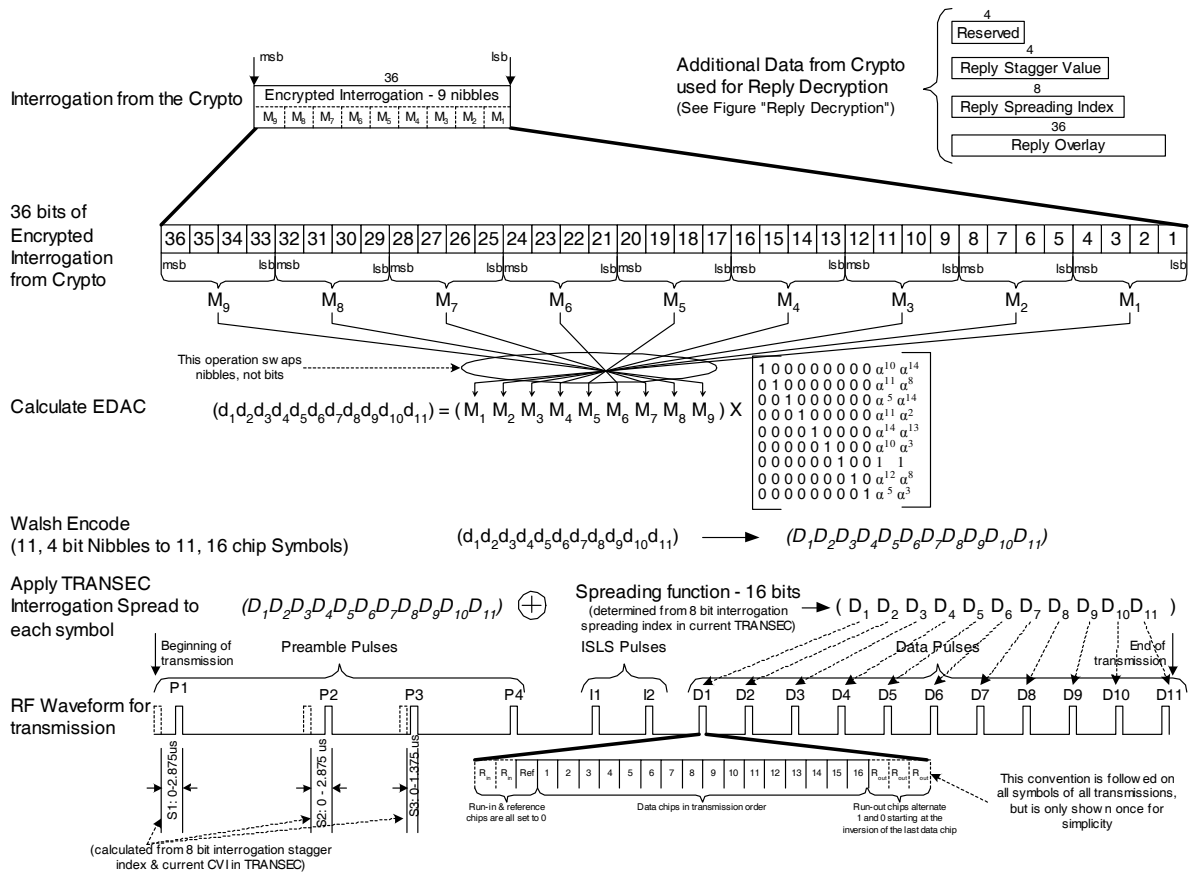 msb
lsb
36
Interrogation from the Crypto
Encrypted Interrogation - 9 nibbles
M9 M8 M7 M6 M5 M4 M3 M2 M1
Additional Data from Crypto
used for Reply Decryption
(See Figure "Reply Decryption")
4
Reserved
4
Reply Stagger Value
8
Reply Spreading Index
36
Reply Overlay
36 bits of
Encrypted
Interrogation
from Crypto
36 35 34 33 32 31 30 29 28 27 26 25 24 23 22 21 20 19 18 17 16 15 14 13 12 11 10 9 8 7 6 5 4 3 2 1
msb lsb msb lsb msb lsb msb lsb msb lsb msb lsb msb lsb msb lsb msb lsb
M9 M8 M7 M6 M5 M4 M3 M2 M1
This operation swaps
nibbles, not bits
Calculate EDAC
(d1d2d3d4d5d6d7d8d9d10d11) = ( M1 M2 M3 M4 M5 M6 M7 M8 M9 ) X
1 0 0 0 0 0 0 0 0 α^10 α^14
0 1 0 0 0 0 0 0 0 α^11 α^8
0 0 1 0 0 0 0 0 0 α^5 α^14
0 0 0 1 0 0 0 0 0 α^11 α^2
0 0 0 0 1 0 0 0 0 α^14 α^13
0 0 0 0 0 1 0 0 0 α^10 α^3
0 0 0 0 0 0 1 0 0 1 1
0 0 0 0 0 0 0 1 0 α^12 α^8
0 0 0 0 0 0 0 0 1 α^5 α^3
Walsh Encode
(11, 4 bit Nibbles to 11, 16 chip Symbols)
(d1d2d3d4d5d6d7d8d9d10d11)
(D1D2D3D4D5D6D7D8D9D10D11)
Apply TRANSEC
Interrogation Spread to
each symbol
(D1D2D3D4D5D6D7D8D9D10D11)
Spreading function - 16 bits
(determined from 8 bit interrogation
spreading index in current TRANSEC)
( D1 D2 D3 D4 D5 D6 D7 D8 D9 D10 D11 )
Beginning of
transmission
Preamble Pulses
ISLS Pulses
Data Pulses
End of
transmission
RF Waveform for
transmission
P1 P2 P3 P4 I1 I2 D1 D2 D3 D4 D5 D6 D7 D8 D9 D10 D11
S1: 0-2.875us
S2: 0 - 2.875 us
S3: 0-1.375 us
(calculated from 8 bit interrogation stagger
index & current CVI in TRANSEC)
Rin Rin Ref 1 2 3 4 5 6 7 8 9 10 11 12 13 14 15 16 Rout Rout Rout
Run-in & reference
chips are all set to 0
Data chips in transmission order
Run-out chips alternate
1 and 0 starting at the
inversion of the last data chip
This convention is followed on
all symbols of all transmissions,
but is only shown once for
simplicity